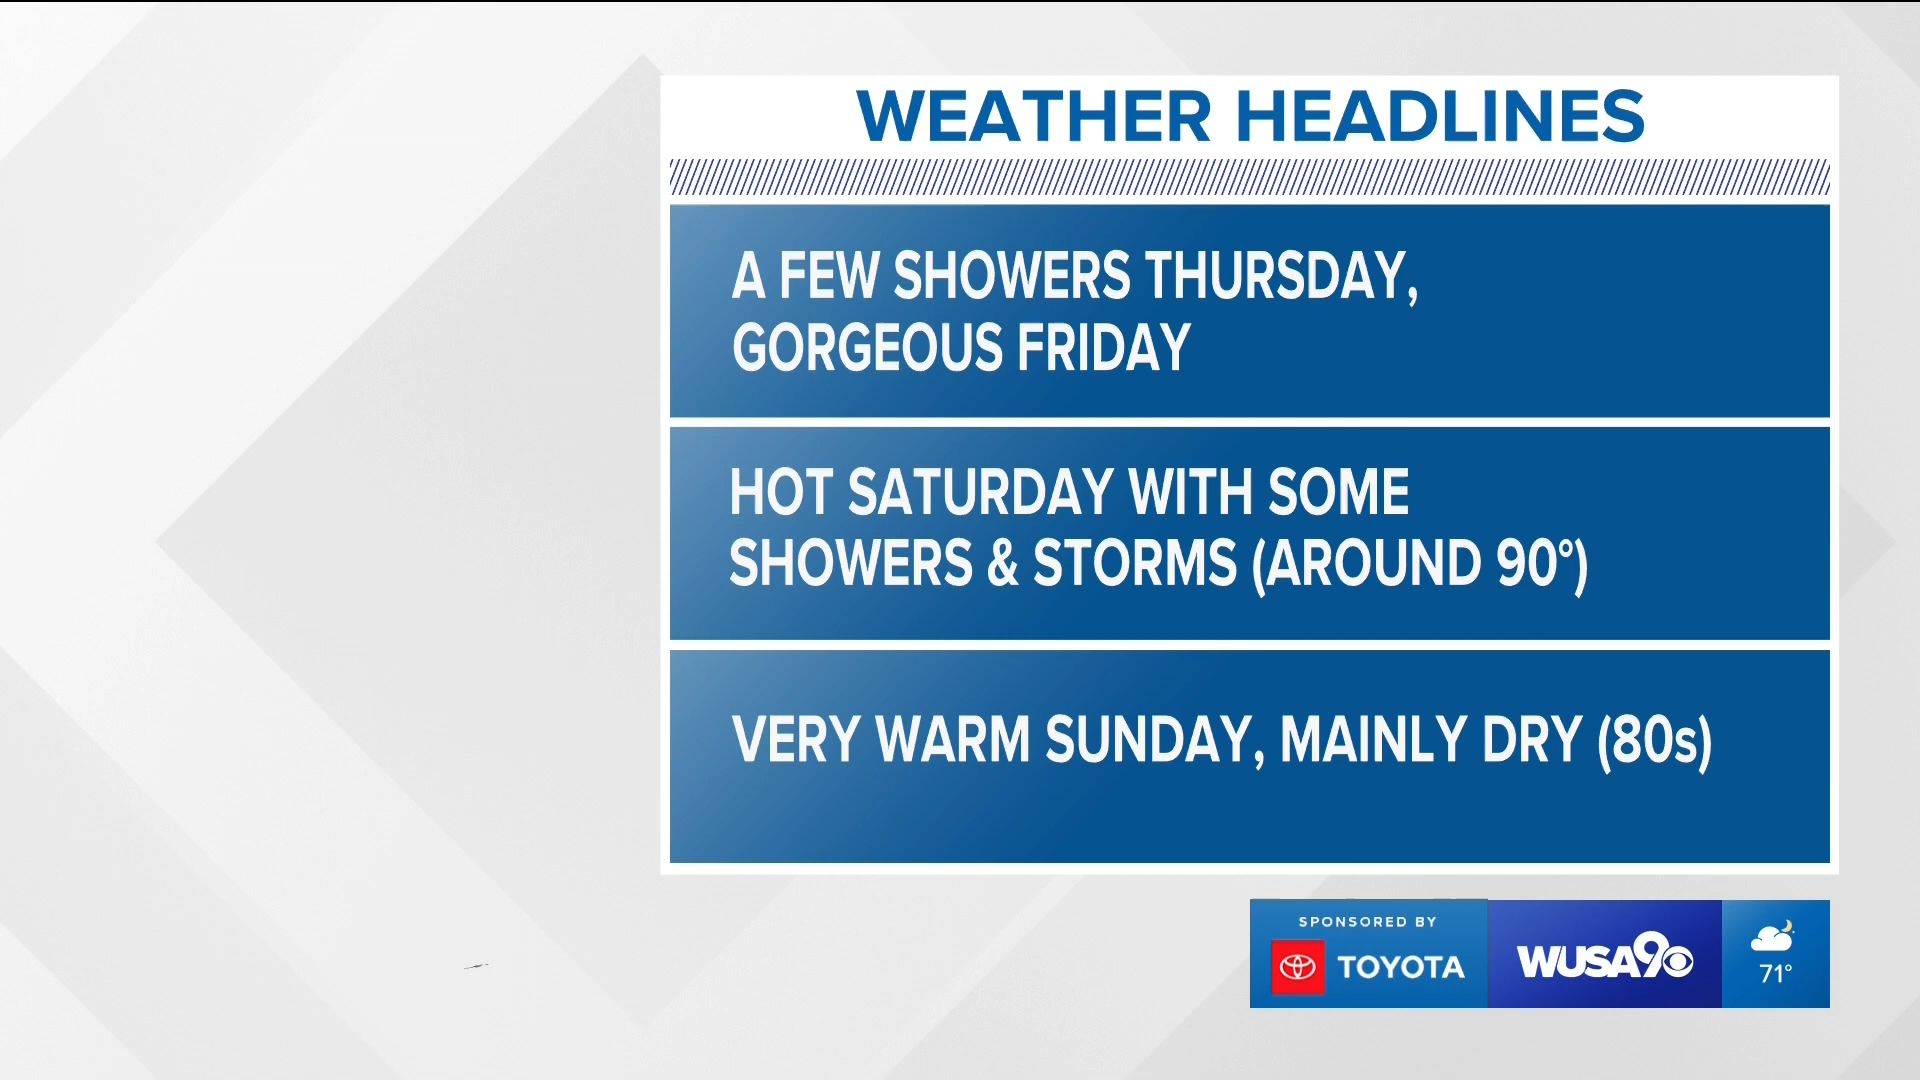 WEATHER HEADLINES
A FEW SHOWERS THURSDAY,
GORGEOUS FRIDAY
HOT SATURDAY WITH SOME
SHOWERS & STORMS (AROUND 90°)
VERY WARM SUNDAY, MAINLY DRY (80s)
SPONSORED BY
TOYOTA
WUSA9
71°